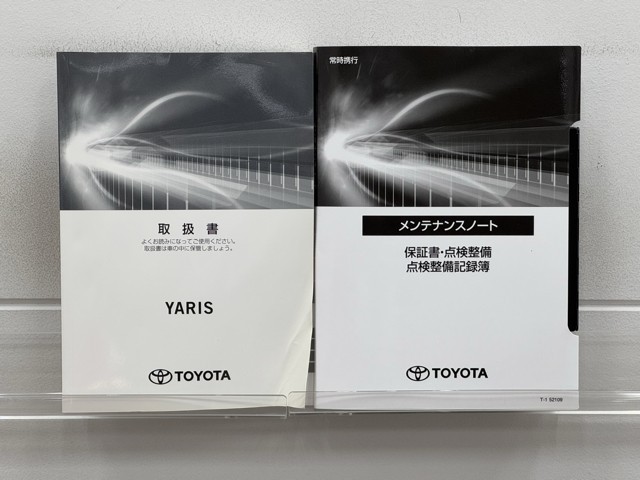 取扱書
よくお読みになってご使用ください。
取扱書は車の中に保管しましょう。
YARIS
TOYOTA
常時携行
メンテナンスノート
保証書・点検整備
点検整備記録簿
TOYOTA